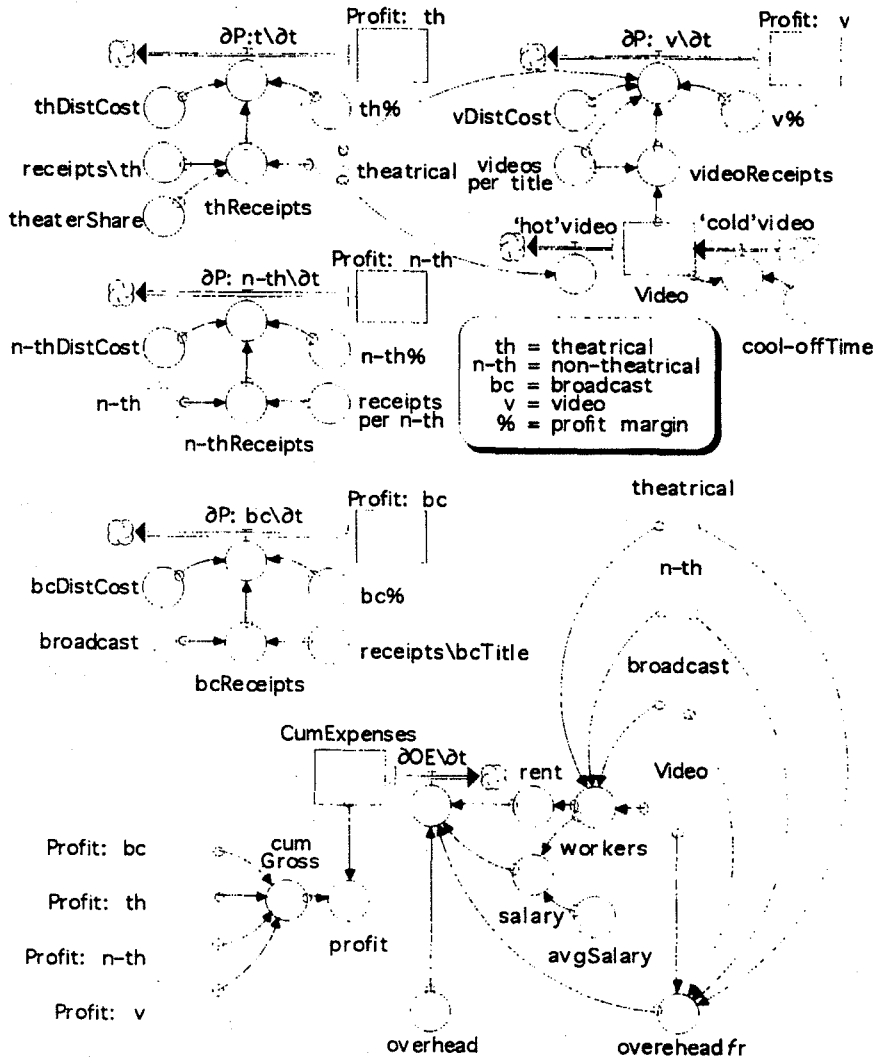 Profit: th
∂P:t\∂t
thDistCost
th%
receipts\th
theatrical
theaterShare
thReceipts
Profit: v
∂P: v\∂t
vDistCost
v%
videos
per title
videoReceipts
'hot'video
'cold'video
Video
cool-offTime
Profit: n-th
∂P: n-th\∂t
n-thDistCost
n-th%
n-th
receipts
per n-th
n-thReceipts
th = theatrical
n-th = non-theatrical
bc = broadcast
v = video
% = profit margin
Profit: bc
∂P: bc\∂t
bcDistCost
bc%
broadcast
receipts\bcTitle
bcReceipts
theatrical
n-th
broadcast
Video
CumExpenses
∂OE\∂t
rent
workers
salary
avgSalary
Profit: bc
cum
Gross
Profit: th
profit
Profit: n-th
Profit: v
overhead
overeheadfr